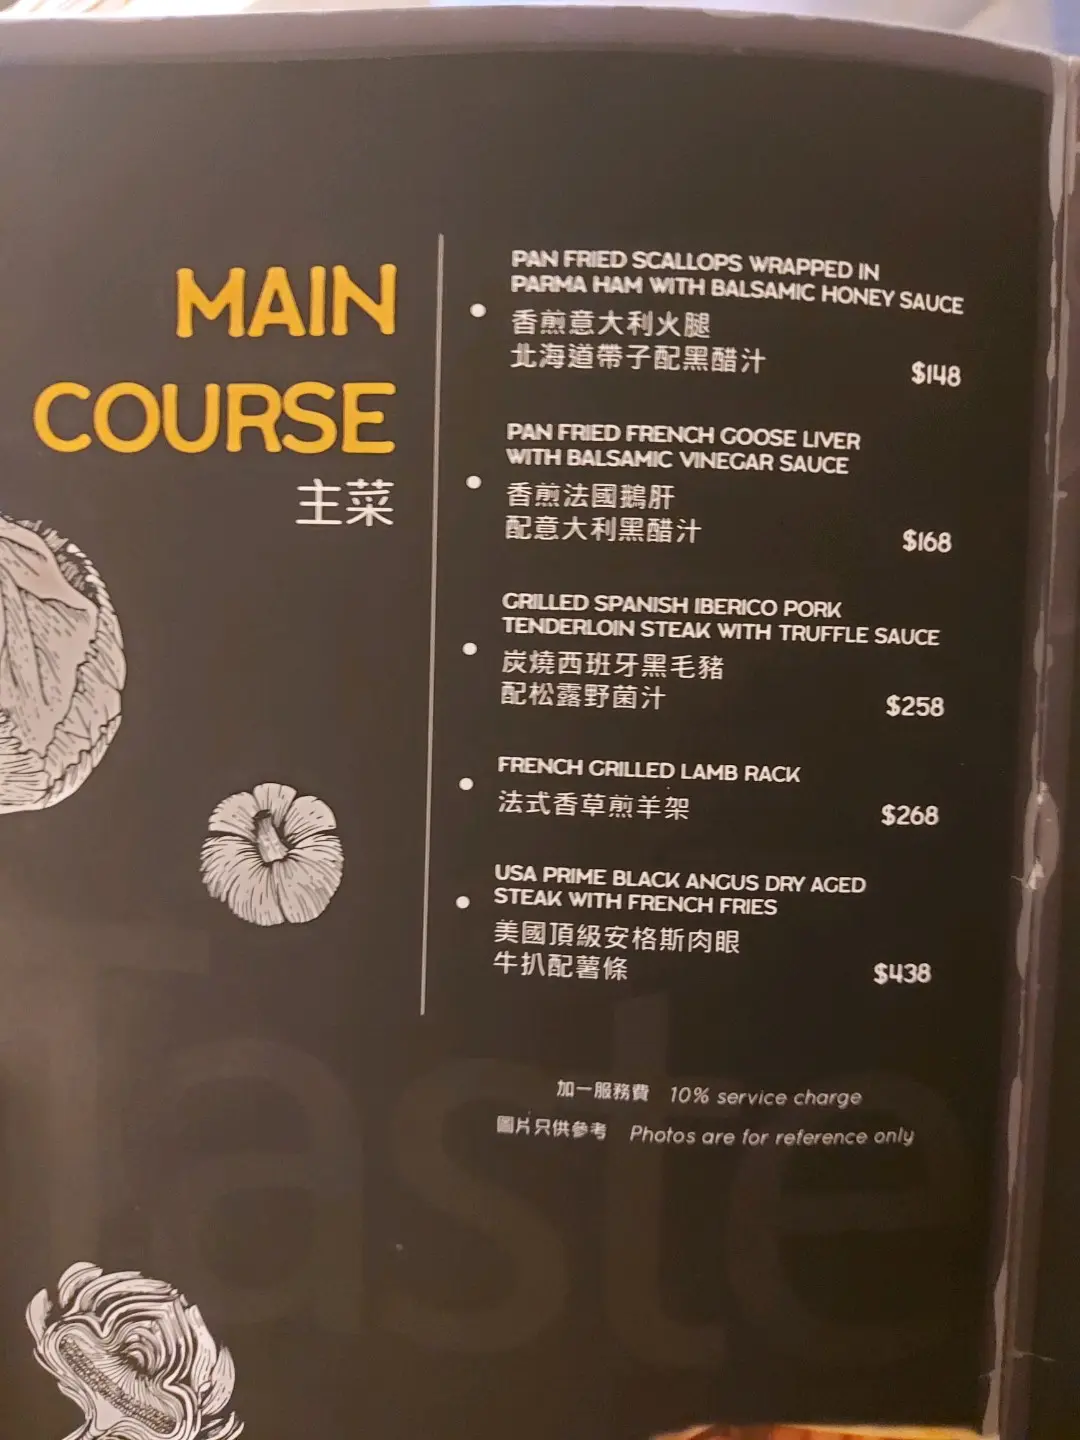 MAIN
COURSE
主菜
PAN FRIED SCALLOPS WRAPPED IN
PARMA HAM WITH BALSAMIC HONEY SAUCE
香煎意大利火腿
北海道帶子配黑醋汁
$148
PAN FRIED FRENCH GOOSE LIVER
WITH BALSAMIC VINEGAR SAUCE
香煎法國鵝肝
配意大利黑醋汁
$168
GRILLED SPANISH IBERICO PORK
TENDERLOIN STEAK WITH TRUFFLE SAUCE
炭燒西班牙黑毛豬
配松露野菌汁
$258
FRENCH GRILLED LAMB RACK
法式香草煎羊架
$268
USA PRIME BLACK ANGUS DRY AGED
STEAK WITH FRENCH FRIES
美國頂級安格斯肉眼
牛扒配薯條
$438
加一服務費 10% service charge
圖片只供參考 Photos are for reference only
Taste